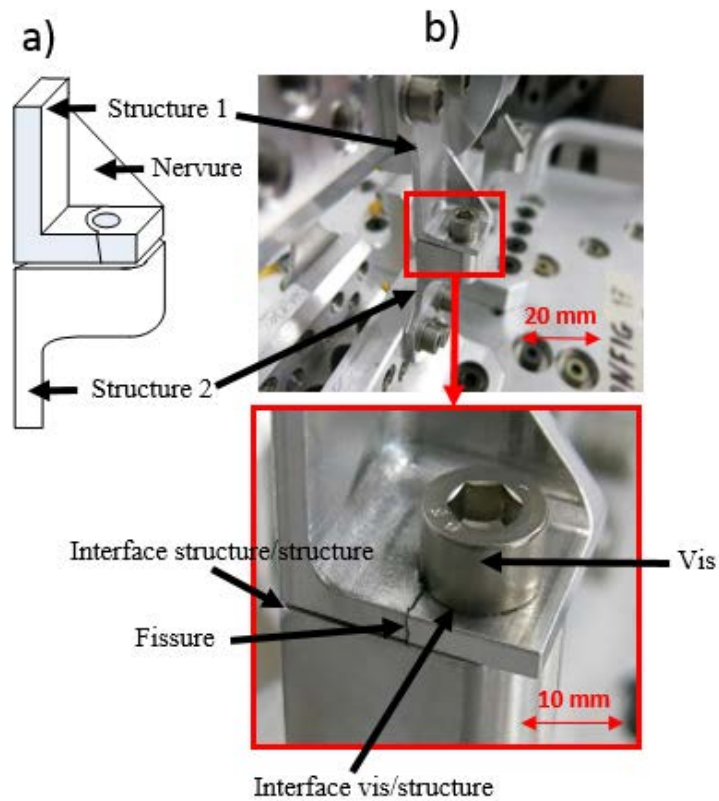 a)
b)
Structure 1
Nervure
Structure 2
20 mm
Interface structure/structure
Fissure
Vis
10 mm
Interface vis/structure